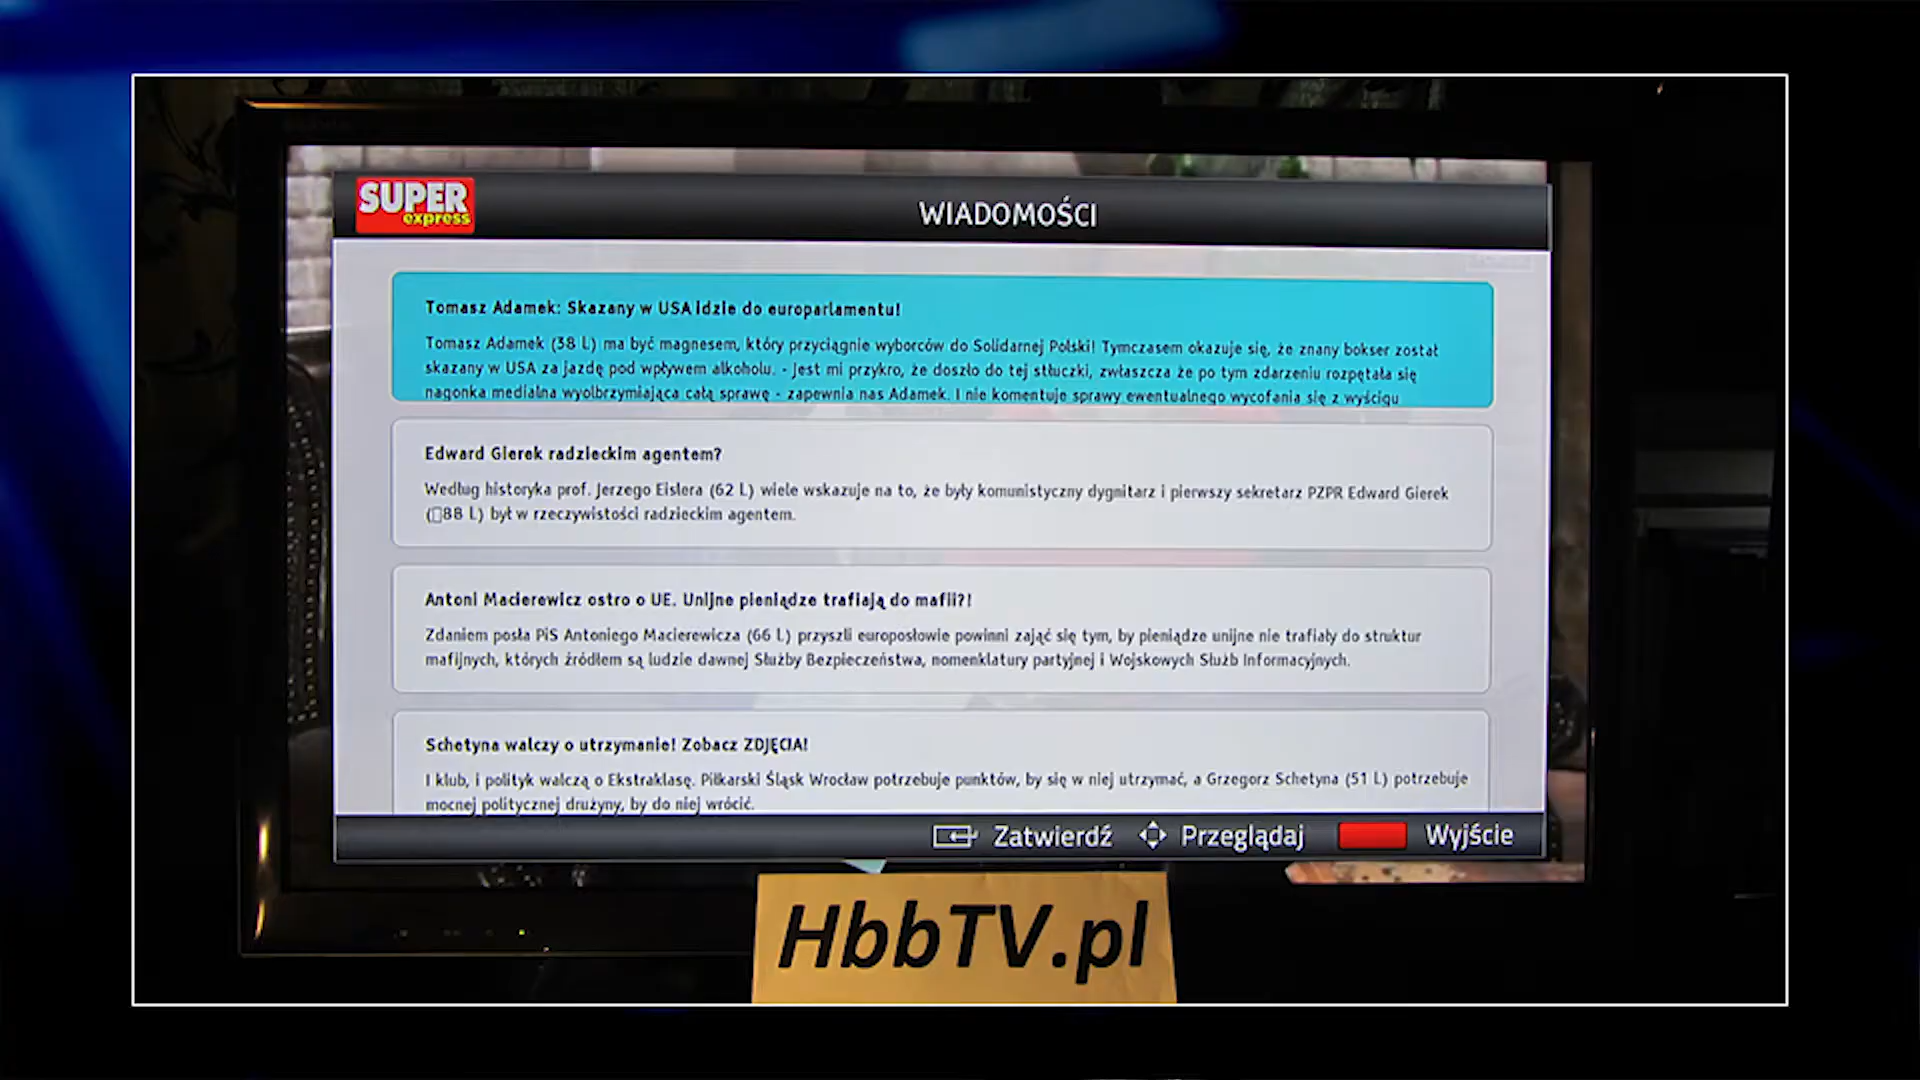 SUPER
express
WIADOMOŚCI
Tomasz Adamek: Skazany w USA idzie do europarlamentu!
Tomasz Adamek (38 l.) ma być magnesem, który przyciągnie wyborców do Solidarnej Polski! Tymczasem okazuje się, że znany bokser został
skazany w USA za jazdę pod wpływem alkoholu. - Jest mi przykro, że doszło do tej stłuczki, zwłaszcza że po tym zdarzeniu rozpętała się
nagonka medialna wyolbrzymiająca całą sprawę - zapewnia nas Adamek. I nie komentuje sprawy ewentualnego wycofania się z wyścigu
Edward Gierek radzieckim agentem?
Według historyka prof. Jerzego Eislera (62 l.) wiele wskazuje na to, że były komunistyczny dygnitarz i pierwszy sekretarz PZPR Edward Gierek
(□88 l.) był w rzeczywistości radzieckim agentem.
Antoni Macierewicz ostro o UE. Unijne pieniądze trafiają do mafii?!
Zdaniem posła PiS Antoniego Macierewicza (66 l.) przyszli europosłowie powinni zająć się tym, by pieniądze unijne nie trafiały do struktur
mafijnych, których źródłem są ludzie dawnej Służby Bezpieczeństwa, nomenklatury partyjnej i Wojskowych Służb Informacyjnych.
Schetyna walczy o utrzymanie! Zobacz ZDJĘCIA!
I klub, i polityk walczą o Ekstraklasę. Piłkarski Śląsk Wrocław potrzebuje punktów, by się w niej utrzymać, a Grzegorz Schetyna (51 l.) potrzebuje
mocnej politycznej drużyny, by do niej wrócić.
Zatwierdź Przeglądaj Wyjście
HbbTV.pl